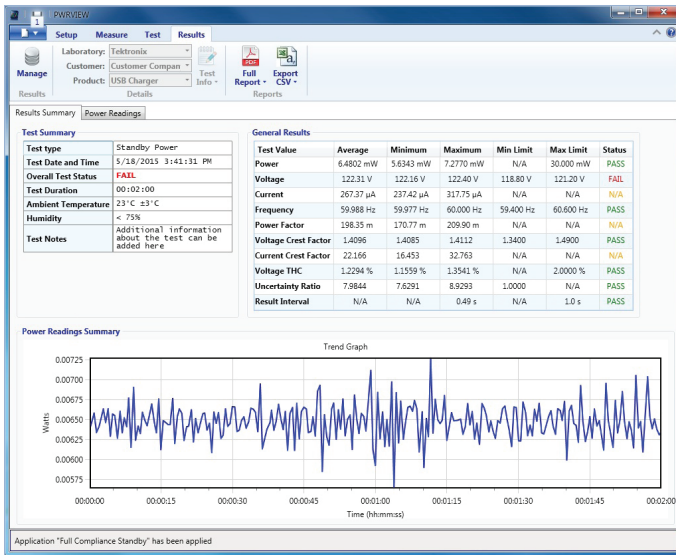 PWRVIEW
1
Setup Measure Test Results
Manage
Results
Laboratory: Tektronix
Customer: Customer Compan
Product: USB Charger
Details
Test Info
PDF
Full Report
Export CSV
Reports
Results Summary Power Readings
Test Summary
Test type Standby Power
Test Date and Time 5/18/2015 3:41:31 PM
Overall Test Status FAIL
Test Duration 00:02:00
Ambient Temperature 23°C ±3°C
Humidity < 75%
Test Notes Additional information about the test can be added here
General Results
Test Value Average Minimum Maximum Min Limit Max Limit Status
Power 6.4802 mW 5.6343 mW 7.2770 mW N/A 30.000 mW PASS
Voltage 122.31 V 122.16 V 122.40 V 118.80 V 121.20 V FAIL
Current 267.37 µA 237.42 µA 317.75 µA N/A N/A N/A
Frequency 59.988 Hz 59.977 Hz 60.000 Hz 59.400 Hz 60.600 Hz PASS
Power Factor 198.35 m 170.77 m 209.90 m N/A N/A N/A
Voltage Crest Factor 1.4096 1.4085 1.4112 1.3400 1.4900 PASS
Current Crest Factor 22.166 16.453 32.763 N/A N/A N/A
Voltage THC 1.2294 % 1.1559 % 1.3541 % N/A 2.0000 % PASS
Uncertainty Ratio 7.9844 7.6291 8.9293 1.0000 N/A PASS
Result Interval N/A N/A 0.49 s N/A 1.0 s PASS
Power Readings Summary
Trend Graph
Watts
0.00725
0.00700
0.00675
0.00650
0.00625
0.00600
0.00575
00:00:00 00:00:15 00:00:30 00:00:45 00:01:00 00:01:15 00:01:30 00:01:45 00:02:00
Time (hh:mm:ss)
Application "Full Compliance Standby" has been applied